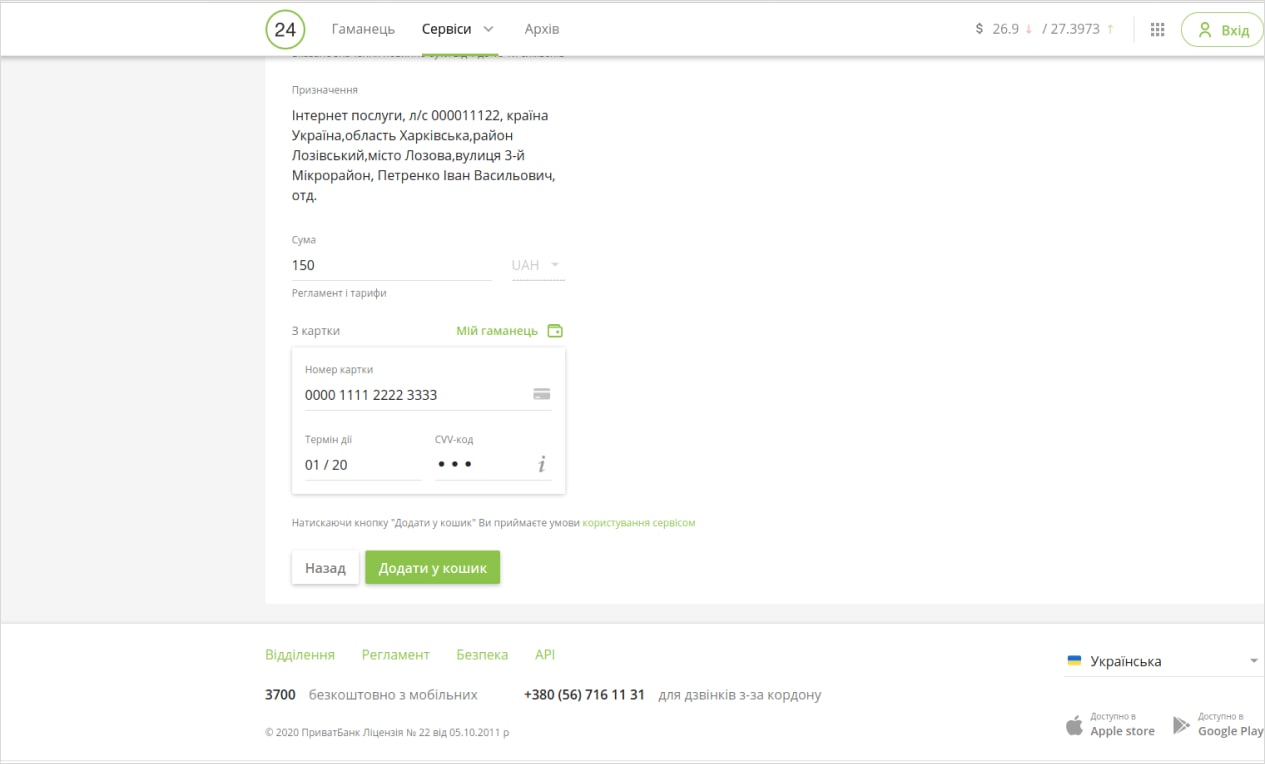 24
Гаманець
Сервіси
Архів
$ 26.9 ↓ / 27.3973 ↑
Вхід
Призначення
Інтернет послуги, л/с 000011122, країна
Україна,область Харківська,район
Лозівський,місто Лозова,вулиця 3-й
Мікрорайон, Петренко Іван Васильович,
отд.
Сума
150
UAH
Регламент і тарифи
З картки
Мій гаманець
Номер картки
0000 1111 2222 3333
Термін дії
CVV-код
01 / 20
•••
i
Натискаючи кнопку "Додати у кошик" Ви приймаєте умови користування сервісом
Назад
Додати у кошик
Відділення
Регламент
Безпека
API
Українська
3700 безкоштовно з мобільних
+380 (56) 716 11 31 для дзвінків з-за кордону
Доступно в
Apple store
Доступно в
Google Play
© 2020 ПриватБанк Ліцензія № 22 від 05.10.2011 р